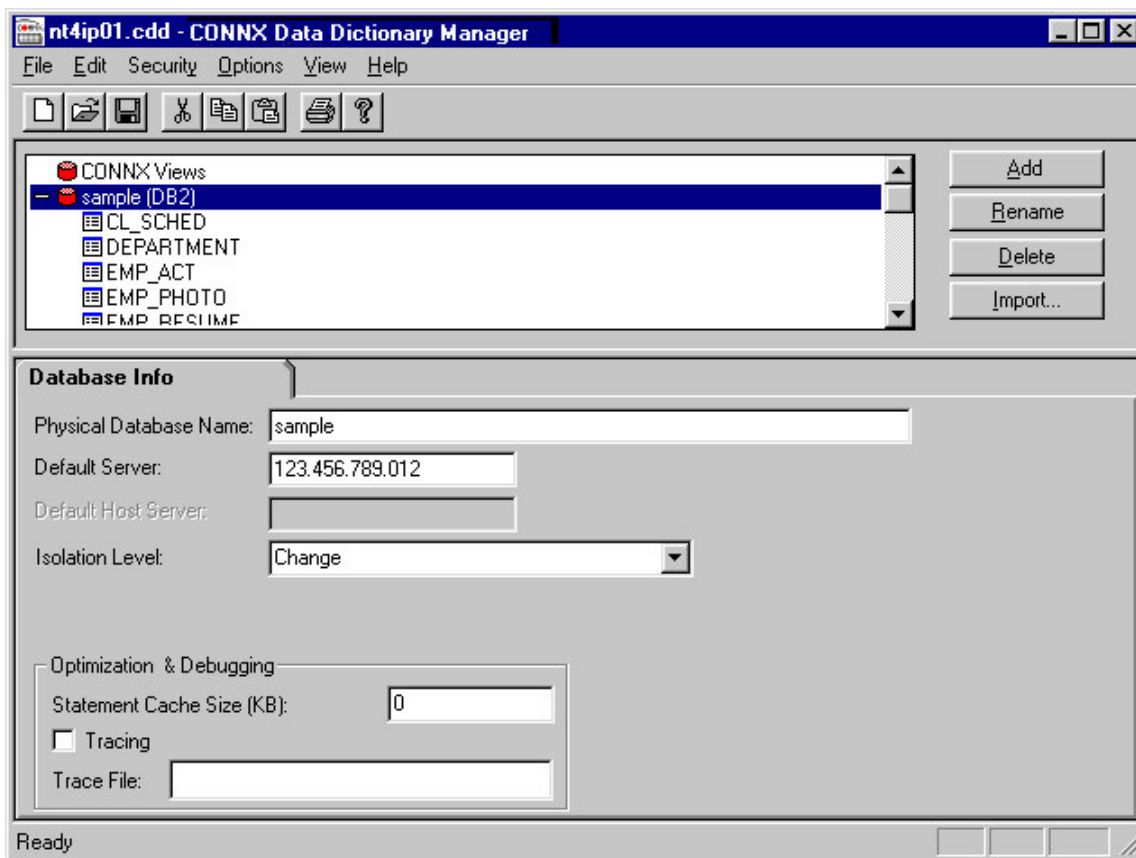 nt4ip01.cdd - CONNX Data Dictionary Manager
File Edit Security Options View Help
CONNX Views
sample (DB2)
CL_SCHED
DEPARTMENT
EMP_ACT
EMP_PHOTO
EMP_RESUME
Add
Rename
Delete
Import...
Database Info
Physical Database Name: sample
Default Server: 123.456.789.012
Default Host Server:
Isolation Level: Change
Optimization & Debugging
Statement Cache Size (KB): 0
Tracing
Trace File:
Ready